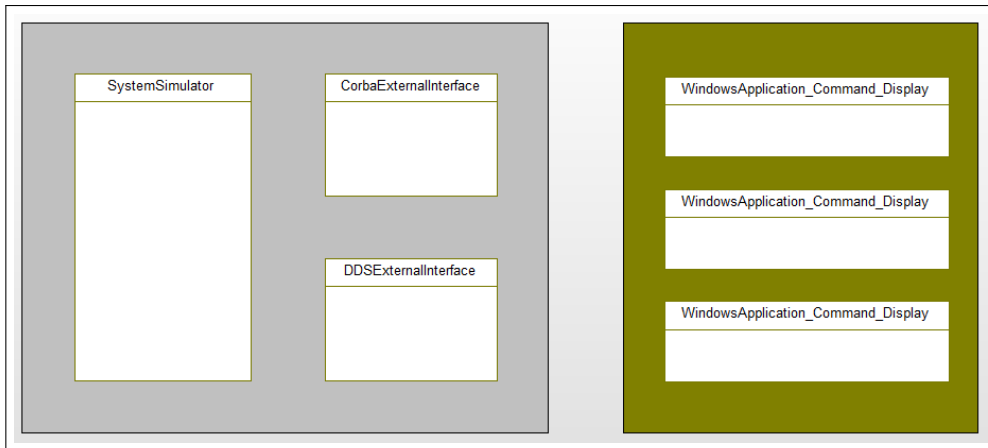 SystemSimulator
CorbaExternalInterface
DDSExternalInterface
WindowsApplication_Command_Display
WindowsApplication_Command_Display
WindowsApplication_Command_Display